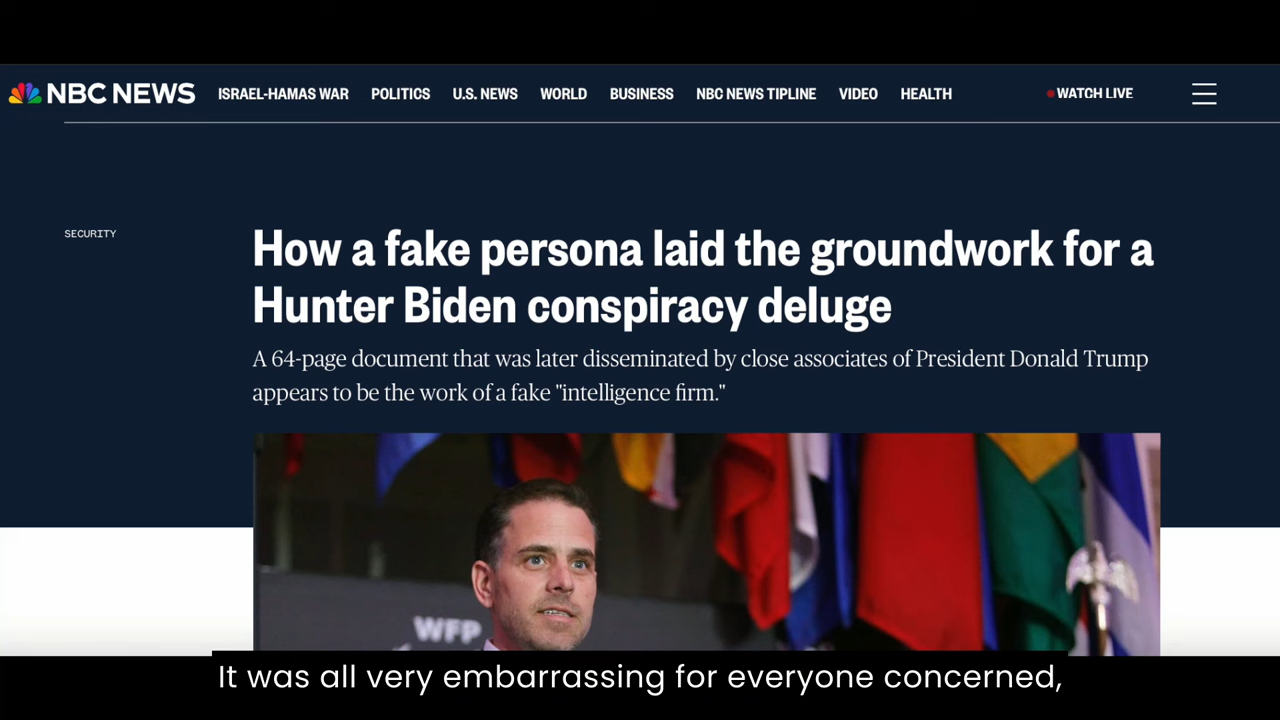 NBC NEWS ISRAEL-HAMAS WAR POLITICS U.S. NEWS WORLD BUSINESS NBC NEWS TIPLINE VIDEO HEALTH WATCH LIVE
SECURITY
How a fake persona laid the groundwork for a
Hunter Biden conspiracy deluge
A 64-page document that was later disseminated by close associates of President Donald Trump
appears to be the work of a fake "intelligence firm."
WFP
It was all very embarrassing for everyone concerned,